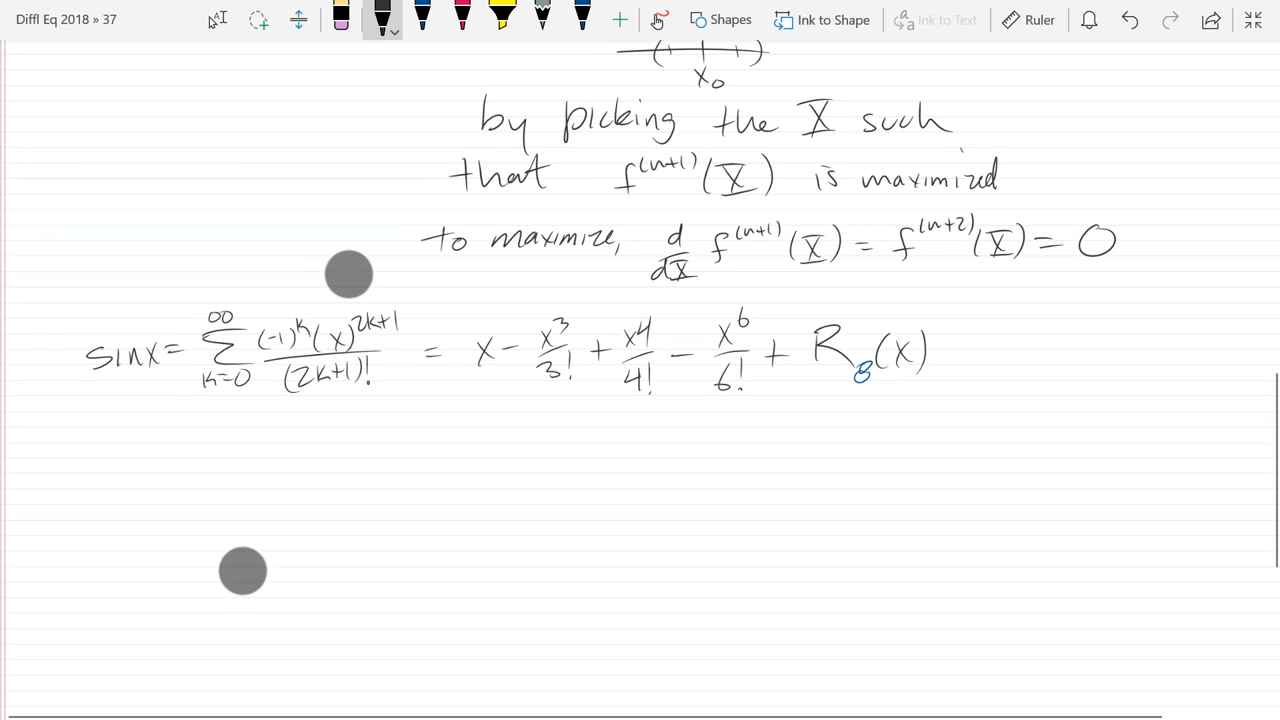 Diffl Eq 2018 » 37
Shapes
Ink to Shape
Ink to Text
Ruler
x₀
by picking the X such
that f⁽ⁿ⁺¹⁾(X) is maximized
to maximize, d/dX f⁽ⁿ⁺¹⁾(X) = f⁽ⁿ⁺²⁾(X) = 0
sinx = ∑_{k=0}^{∞} (-1)^k (x)^{2k+1} / (2k+1)! = x - x³/3! + x⁴/4! - x⁶/6! + R₈(x)